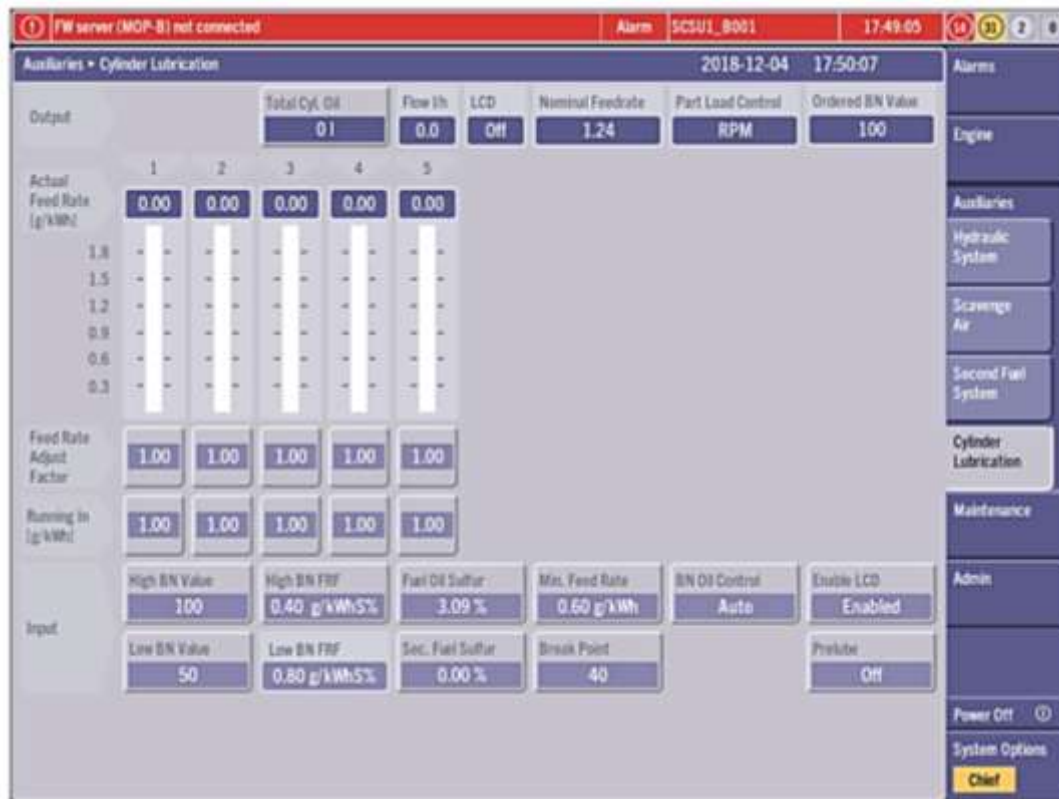 FW server (MOP-B) not connected Alarm SCSU1_B001 17:49:05 31 2
Auxiliaries ▸ Cylinder Lubrication 2018-12-04 17:50:07
Output
Total Cyl. Oil Flow l/h LCD Nominal Feedrate Part Load Control Ordered BN Value
0 l 0.0 Off 1.24 RPM 100
1 2 3 4 5
Actual
Feed Rate
[g/kWh]
0.00 0.00 0.00 0.00 0.00
1.8
1.5
1.2
0.9
0.6
0.3
Feed Rate
Adjust
Factor
1.00 1.00 1.00 1.00 1.00
Running In
[g/kWh]
1.00 1.00 1.00 1.00 1.00
Input
High BN Value High BN FRF Fuel Oil Sulfur Min. Feed Rate BN Oil Control Enable LCD
100 0.40 g/kWhS% 3.09 % 0.60 g/kWh Auto Enabled
Low BN Value Low BN FRF Sec. Fuel Sulfur Break Point Prelube
50 0.80 g/kWhS% 0.00 % 40 Off
Alarms
Engine
Auxiliaries
Hydraulic
System
Scavenge
Air
Second Fuel
System
Cylinder
Lubrication
Maintenance
Admin
Power Off
System Options
Chief